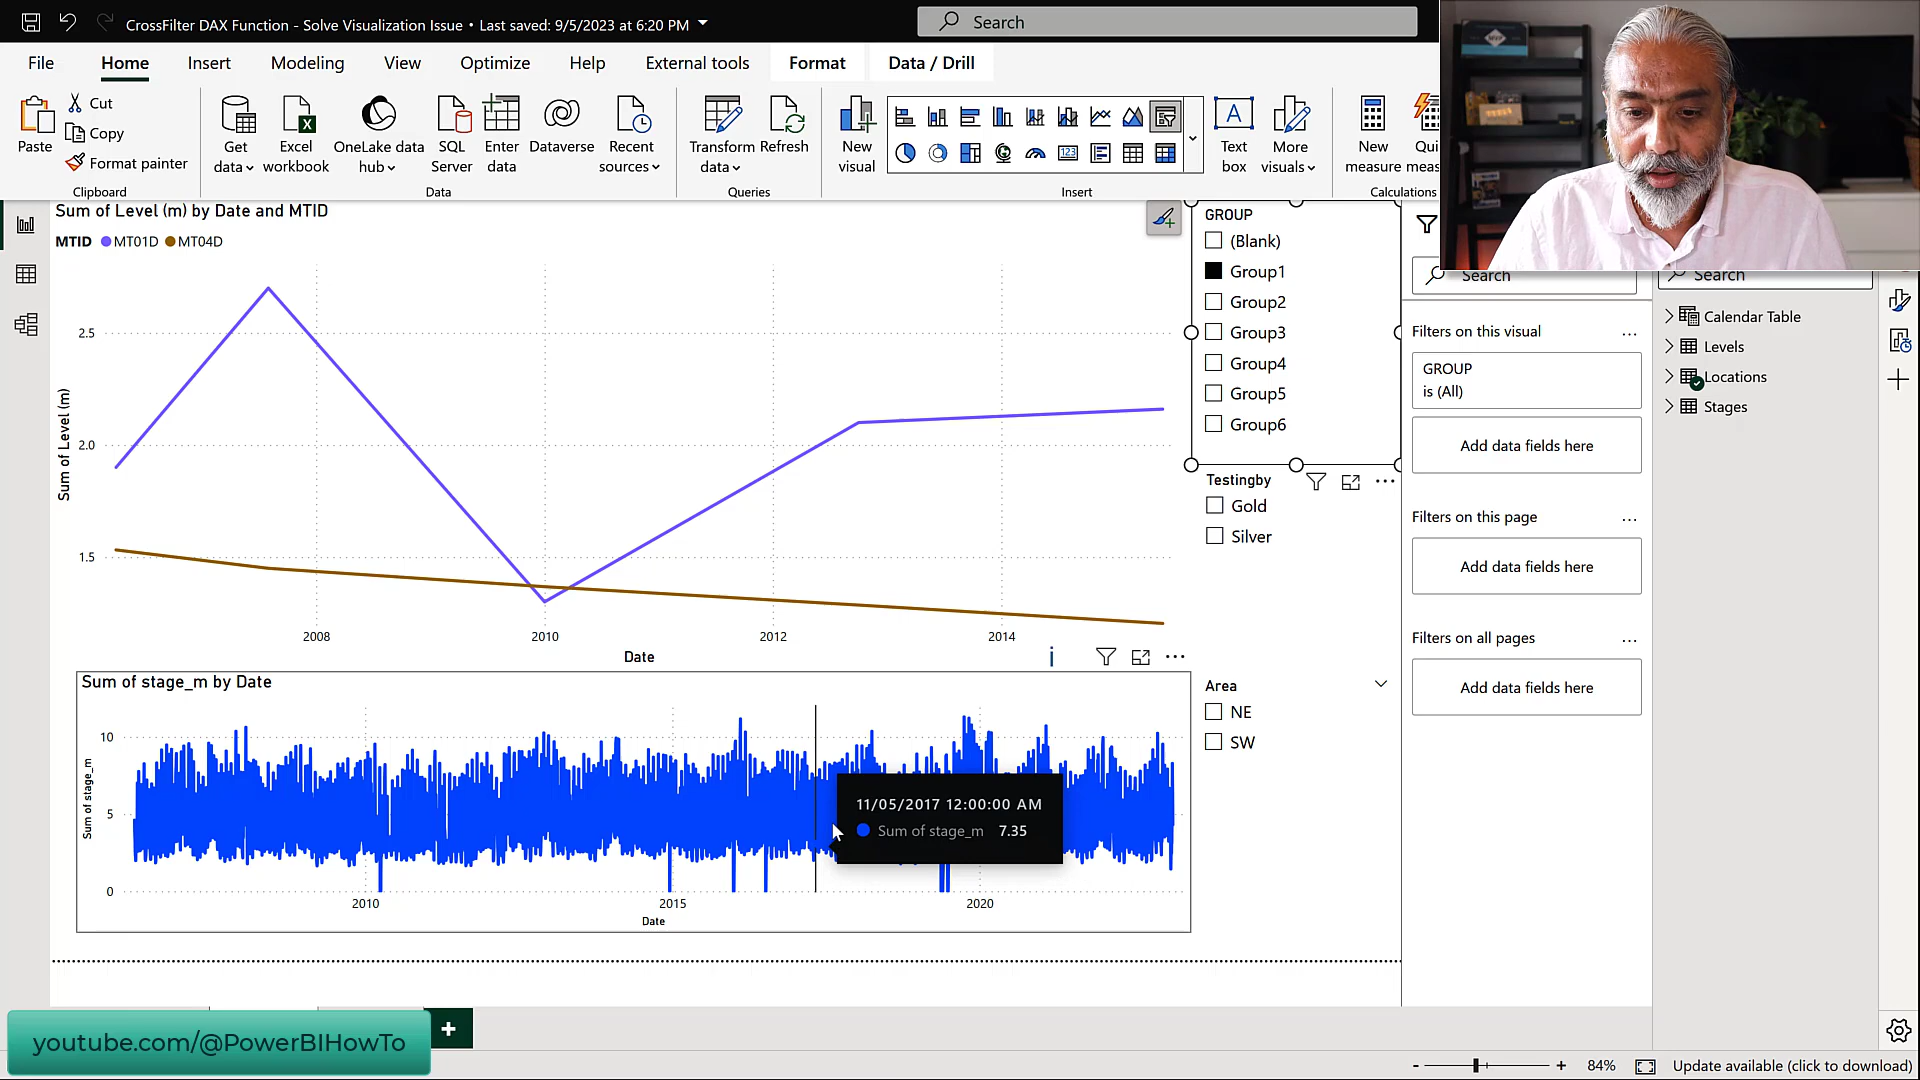 CrossFilter DAX Function - Solve Visualization Issue • Last saved: 9/5/2023 at 6:20 PM
Search
File Home Insert Modeling View Optimize Help External tools Format Data / Drill
Paste
Cut
Copy
Format painter
Clipboard
Get data
Excel workbook
OneLake data hub
SQL Server
Enter data
Dataverse
Recent sources
Data
Transform data
Refresh
Queries
New visual
Text box
More visuals
Insert
New measure
Calculations
Sum of Level (m) by Date and MTID
MTID MT01D MT04D
Sum of Level (m)
2.5
2.0
1.5
2008 2010 2012 2014
Date
GROUP
(Blank)
Group1
Group2
Group3
Group4
Group5
Group6
Testingby
Gold
Silver
Area
NE
SW
Sum of stage_m by Date
Sum of stage_m
10
5
0
11/05/2017 12:00:00 AM
Sum of stage_m 7.35
2010 2015 2020
Date
Search
Filters on this visual
GROUP
is (All)
Add data fields here
Filters on this page
Add data fields here
Filters on all pages
Add data fields here
Search
Calendar Table
Levels
Locations
Stages
youtube.com/@PowerBIHowTo
84%
Update available (click to download)